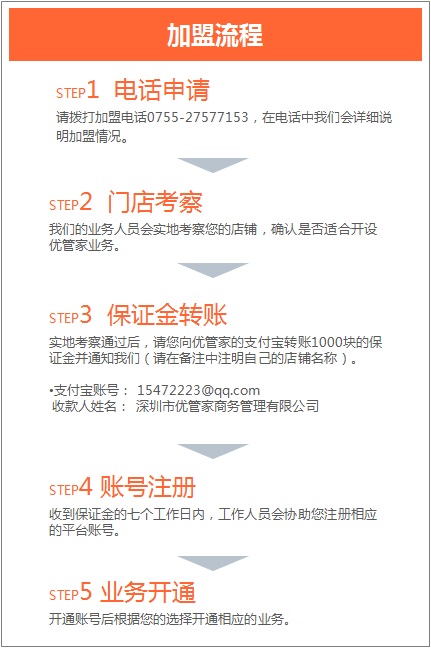 加盟流程
STEP1 电话申请
请拨打加盟电话0755-27577153，在电话中我们会详细说
明加盟情况。
STEP2 门店考察
我们的业务人员会实地考察您的店铺，确认是否适合开设
优管家业务。
STEP3 保证金转账
实地考察通过后，请您向优管家的支付宝转账1000块的保
证金并通知我们（请在备注中注明自己的店铺名称）。
•支付宝账号： 15472223@qq.com
收款人姓名： 深圳市优管家商务管理有限公司
STEP4 账号注册
收到保证金的七个工作日内，工作人员会协助您注册相应
的平台账号。
STEP5 业务开通
开通账号后根据您的选择开通相应的业务。